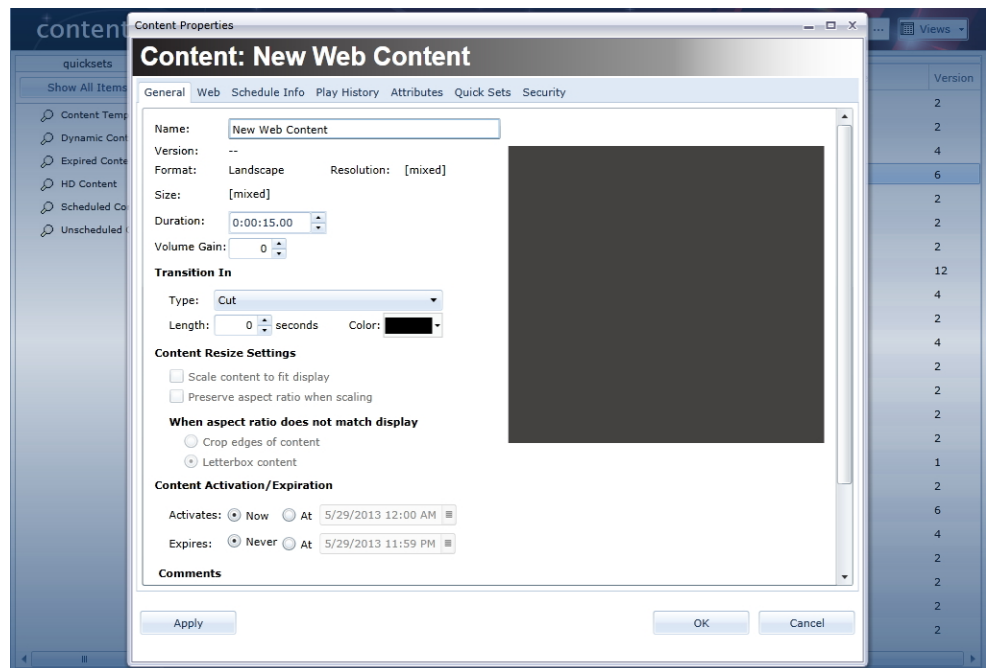 content
Content Properties
...
Views
Content: New Web Content
quicksets
Show All Items
General Web Schedule Info Play History Attributes Quick Sets Security
Version
Content Temp
Dynamic Cont
Expired Conte
HD Content
Scheduled Co
Unscheduled
Name: New Web Content
Version: --
Format: Landscape Resolution: [mixed]
Size: [mixed]
Duration: 0:00:15.00
Volume Gain: 0
Transition In
Type: Cut
Length: 0 seconds Color:
Content Resize Settings
Scale content to fit display
Preserve aspect ratio when scaling
When aspect ratio does not match display
Crop edges of content
Letterbox content
Content Activation/Expiration
Activates: Now At 5/29/2013 12:00 AM
Expires: Never At 5/29/2013 11:59 PM
Comments
Apply OK Cancel
2
2
4
6
2
2
2
12
4
2
4
2
2
2
2
1
2
6
4
2
2
2
2